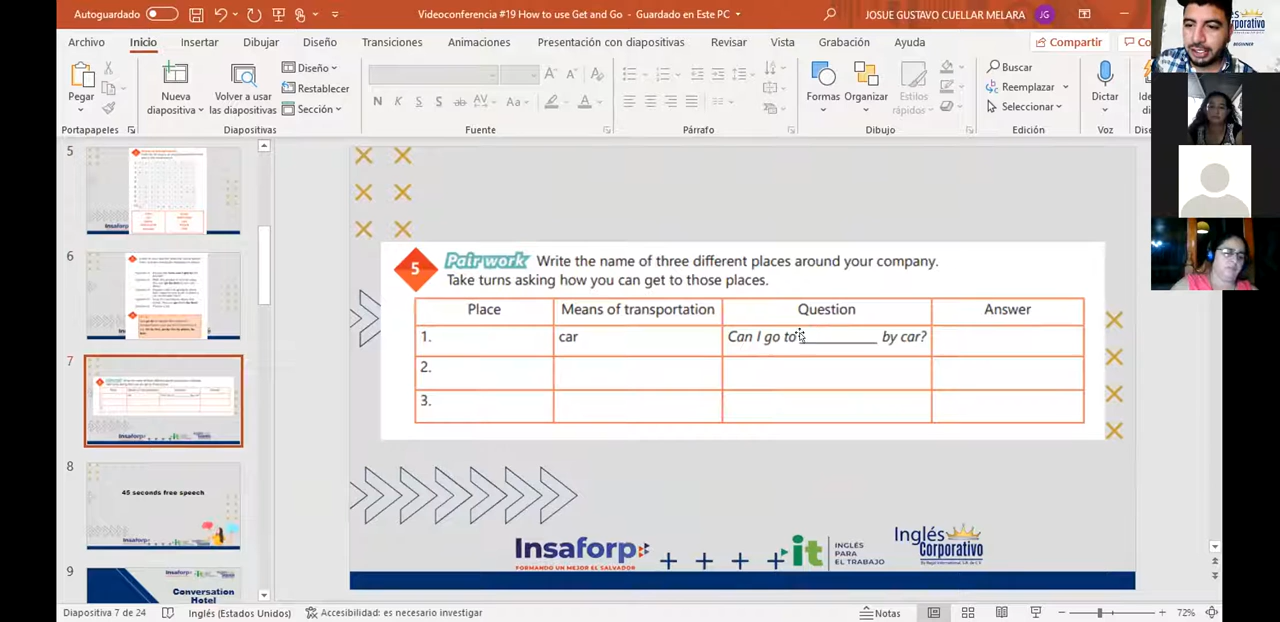 Autoguardado
Videoconferencia #19 How to use Get and Go - Guardado en Este PC
JOSUE GUSTAVO CUELLAR MELARA
JG
Archivo
Inicio
Insertar
Dibujar
Diseño
Transiciones
Animaciones
Presentación con diapositivas
Revisar
Vista
Grabación
Ayuda
Compartir
Co
Pegar
Nueva
diapositiva
Volver a usar
las diapositivas
Diseño
Restablecer
Sección
Formas
Organizar
Estilos
rápidos
Buscar
Reemplazar
Seleccionar
Dictar
Portapapeles
Diapositivas
Fuente
Párrafo
Dibujo
Edición
Voz
5
6
7
8
45 seconds free speech
9
Conversation
Hotel
5
Pairwork Write the name of three different places around your company.
Take turns asking how you can get to those places.
Place Means of transportation Question Answer
1. car Can I go to ________ by car?
2.
3.
Insaforp
FORMANDO UN MEJOR EL SALVADOR
it
INGLÉS
PARA
EL TRABAJO
Inglés
Corporativo
Diapositiva 7 de 24
Inglés (Estados Unidos)
Accesibilidad: es necesario investigar
Notas
72%